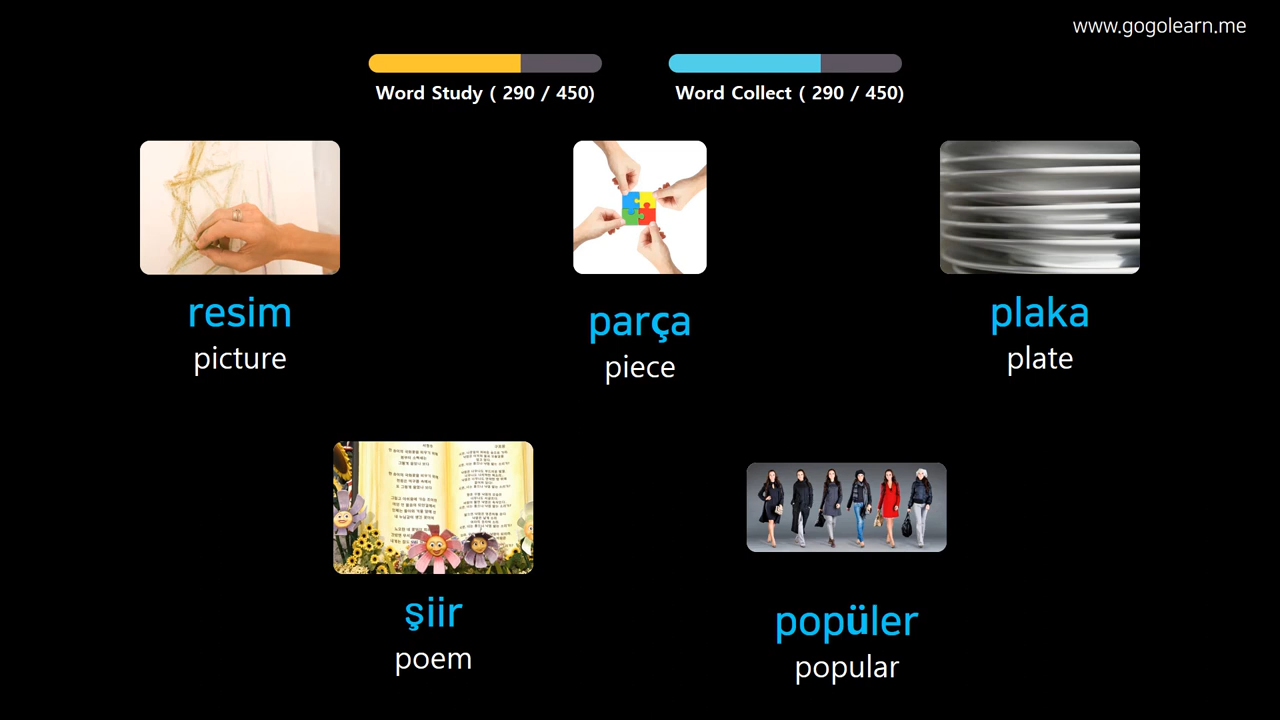 www.gogolearn.me
Word Study ( 290 / 450)
Word Collect ( 290 / 450)
resim
picture
parça
piece
plaka
plate
şiir
poem
popüler
popular